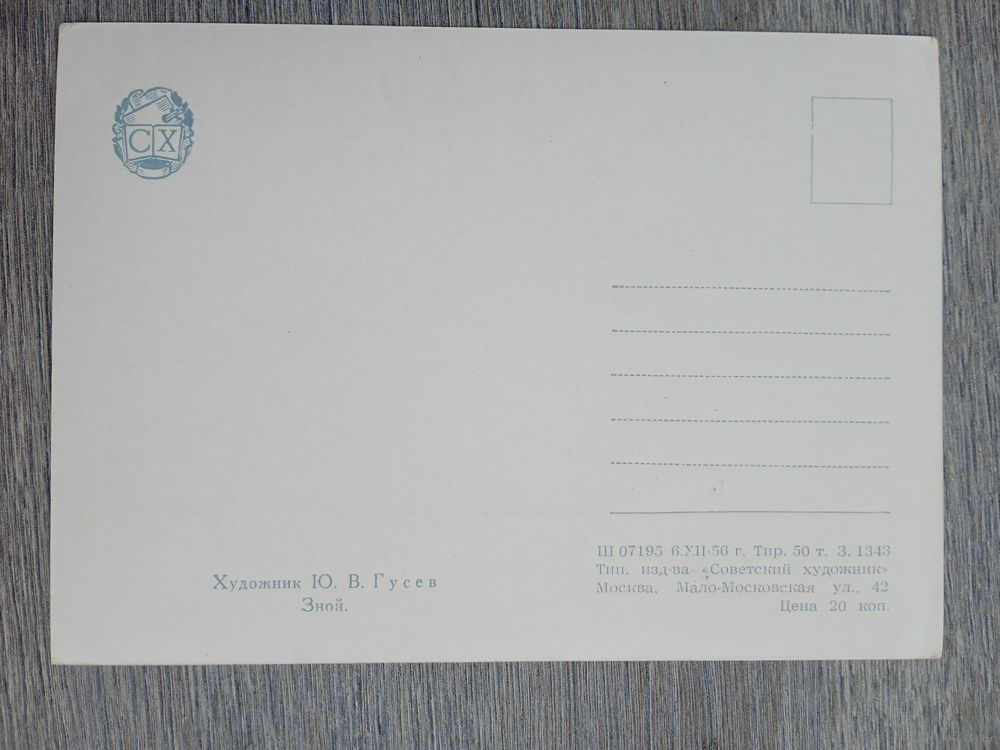 СХ
Художник Ю. В. Гусев
Зной.
Ш 07195 6.XII-56 г. Тир. 50 т. З. 1343
Тип. изд-ва «Советский художник»
Москва, Мало-Московская ул., 42
Цена 20 коп.